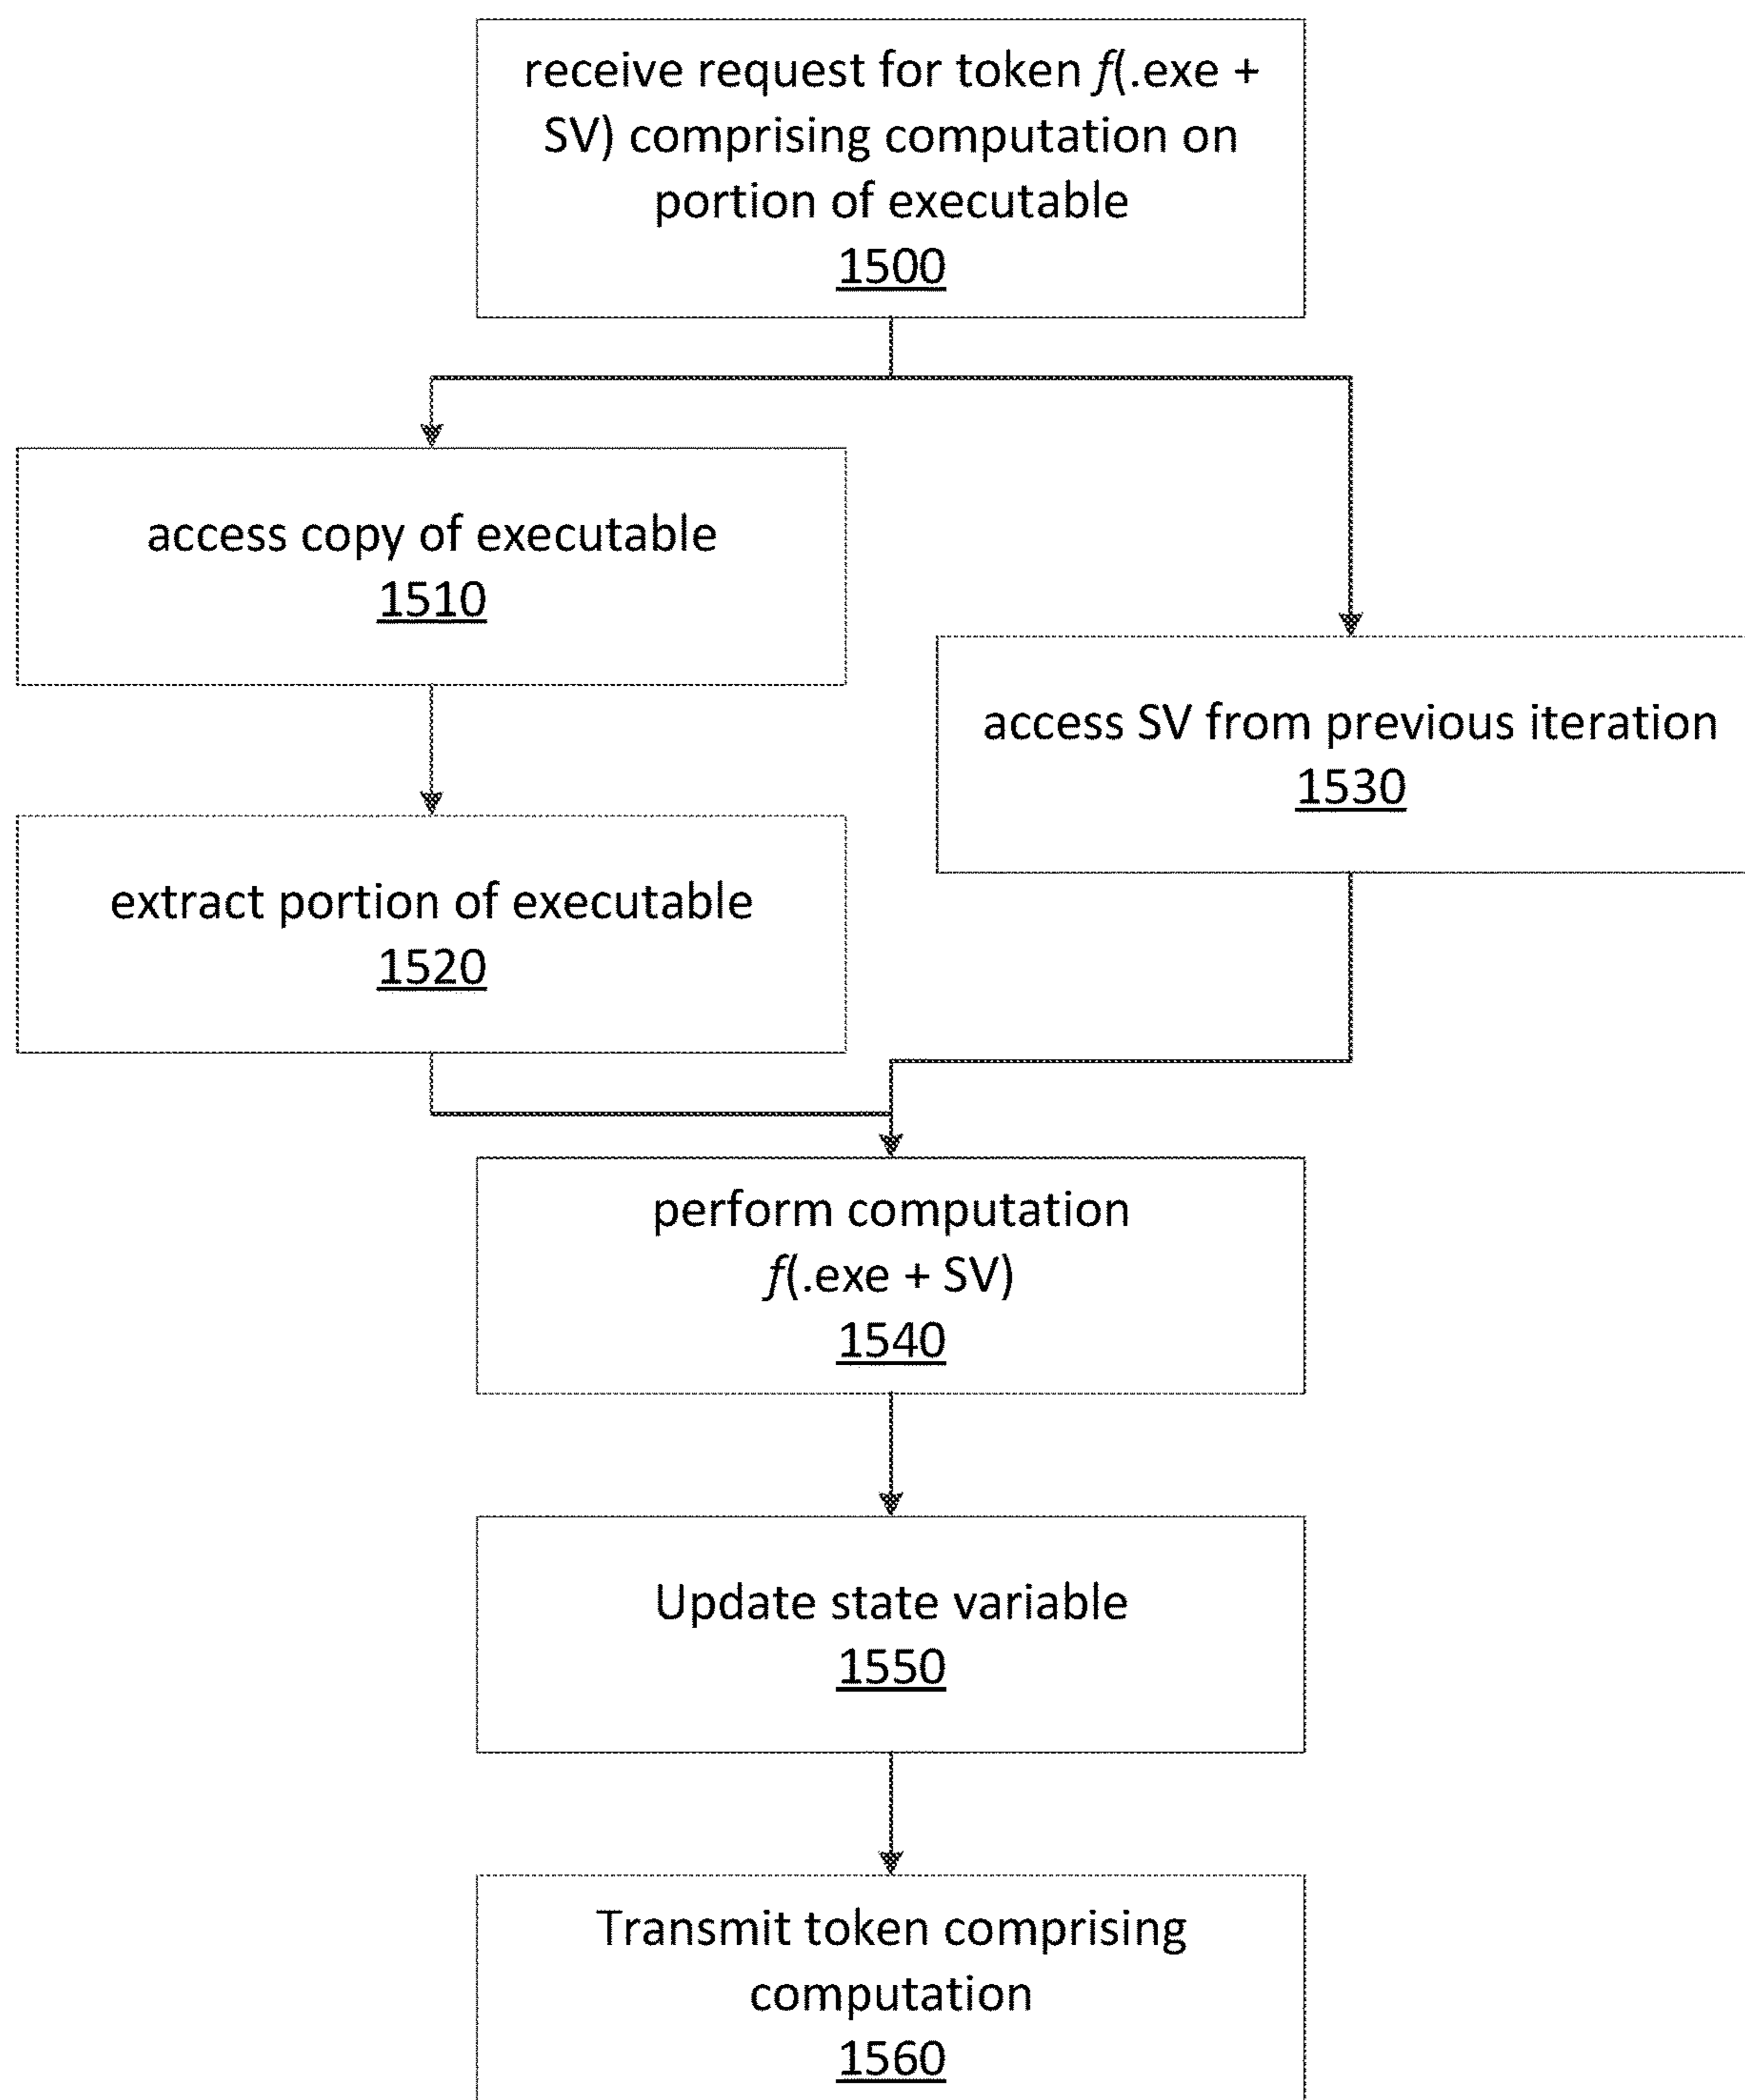 receive request for token f(.exe +
SV) comprising computation on
portion of executable
1500
access copy of executable
1510
access SV from previous iteration
1530
extract portion of executable
1520
perform computation
f(.exe + SV)
1540
Update state variable
1550
Transmit token comprising
computation
1560